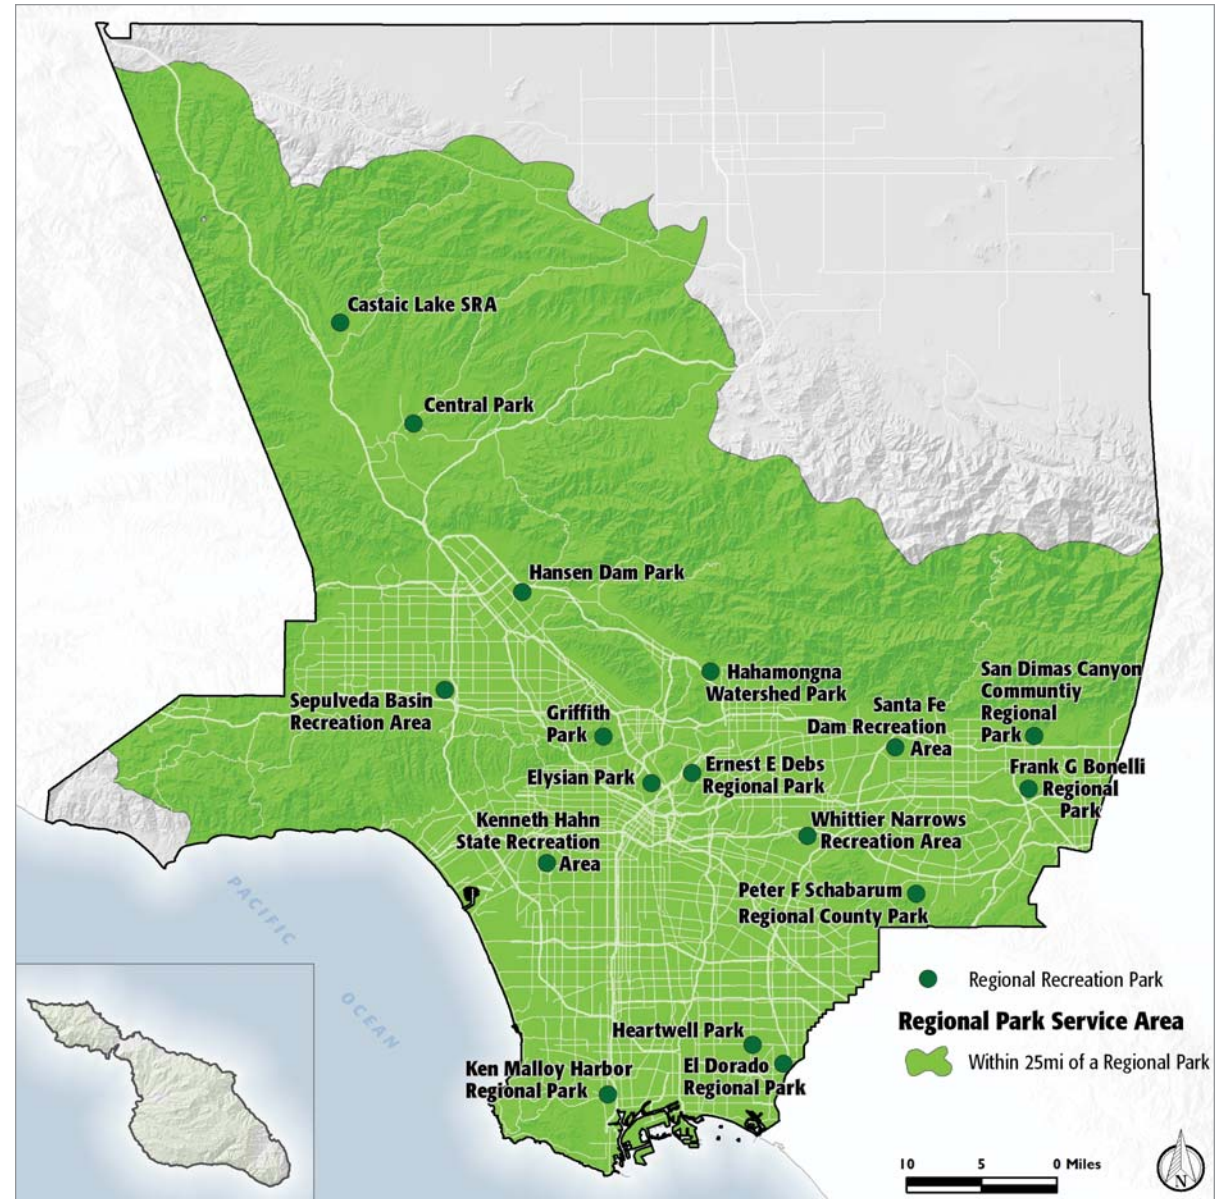 Castaic Lake SRA
Central Park
Hansen Dam Park
Hahamongna
Watershed Park
San Dimas Canyon
Communtiy
Regional
Park
Sepulveda Basin
Recreation Area
Griffith
Park
Santa Fe
Dam Recreation
Area
Elysian Park
Ernest E Debs
Regional Park
Frank G Bonelli
Regional
Park
Kenneth Hahn
State Recreation
Area
Whittier Narrows
Recreation Area
Peter F Schabarum
Regional County Park
PACIFIC
OCEAN
Heartwell Park
Ken Malloy Harbor
Regional Park
El Dorado
Regional Park
Regional Recreation Park
Regional Park Service Area
Within 25mi of a Regional Park
10 5 0 Miles
N